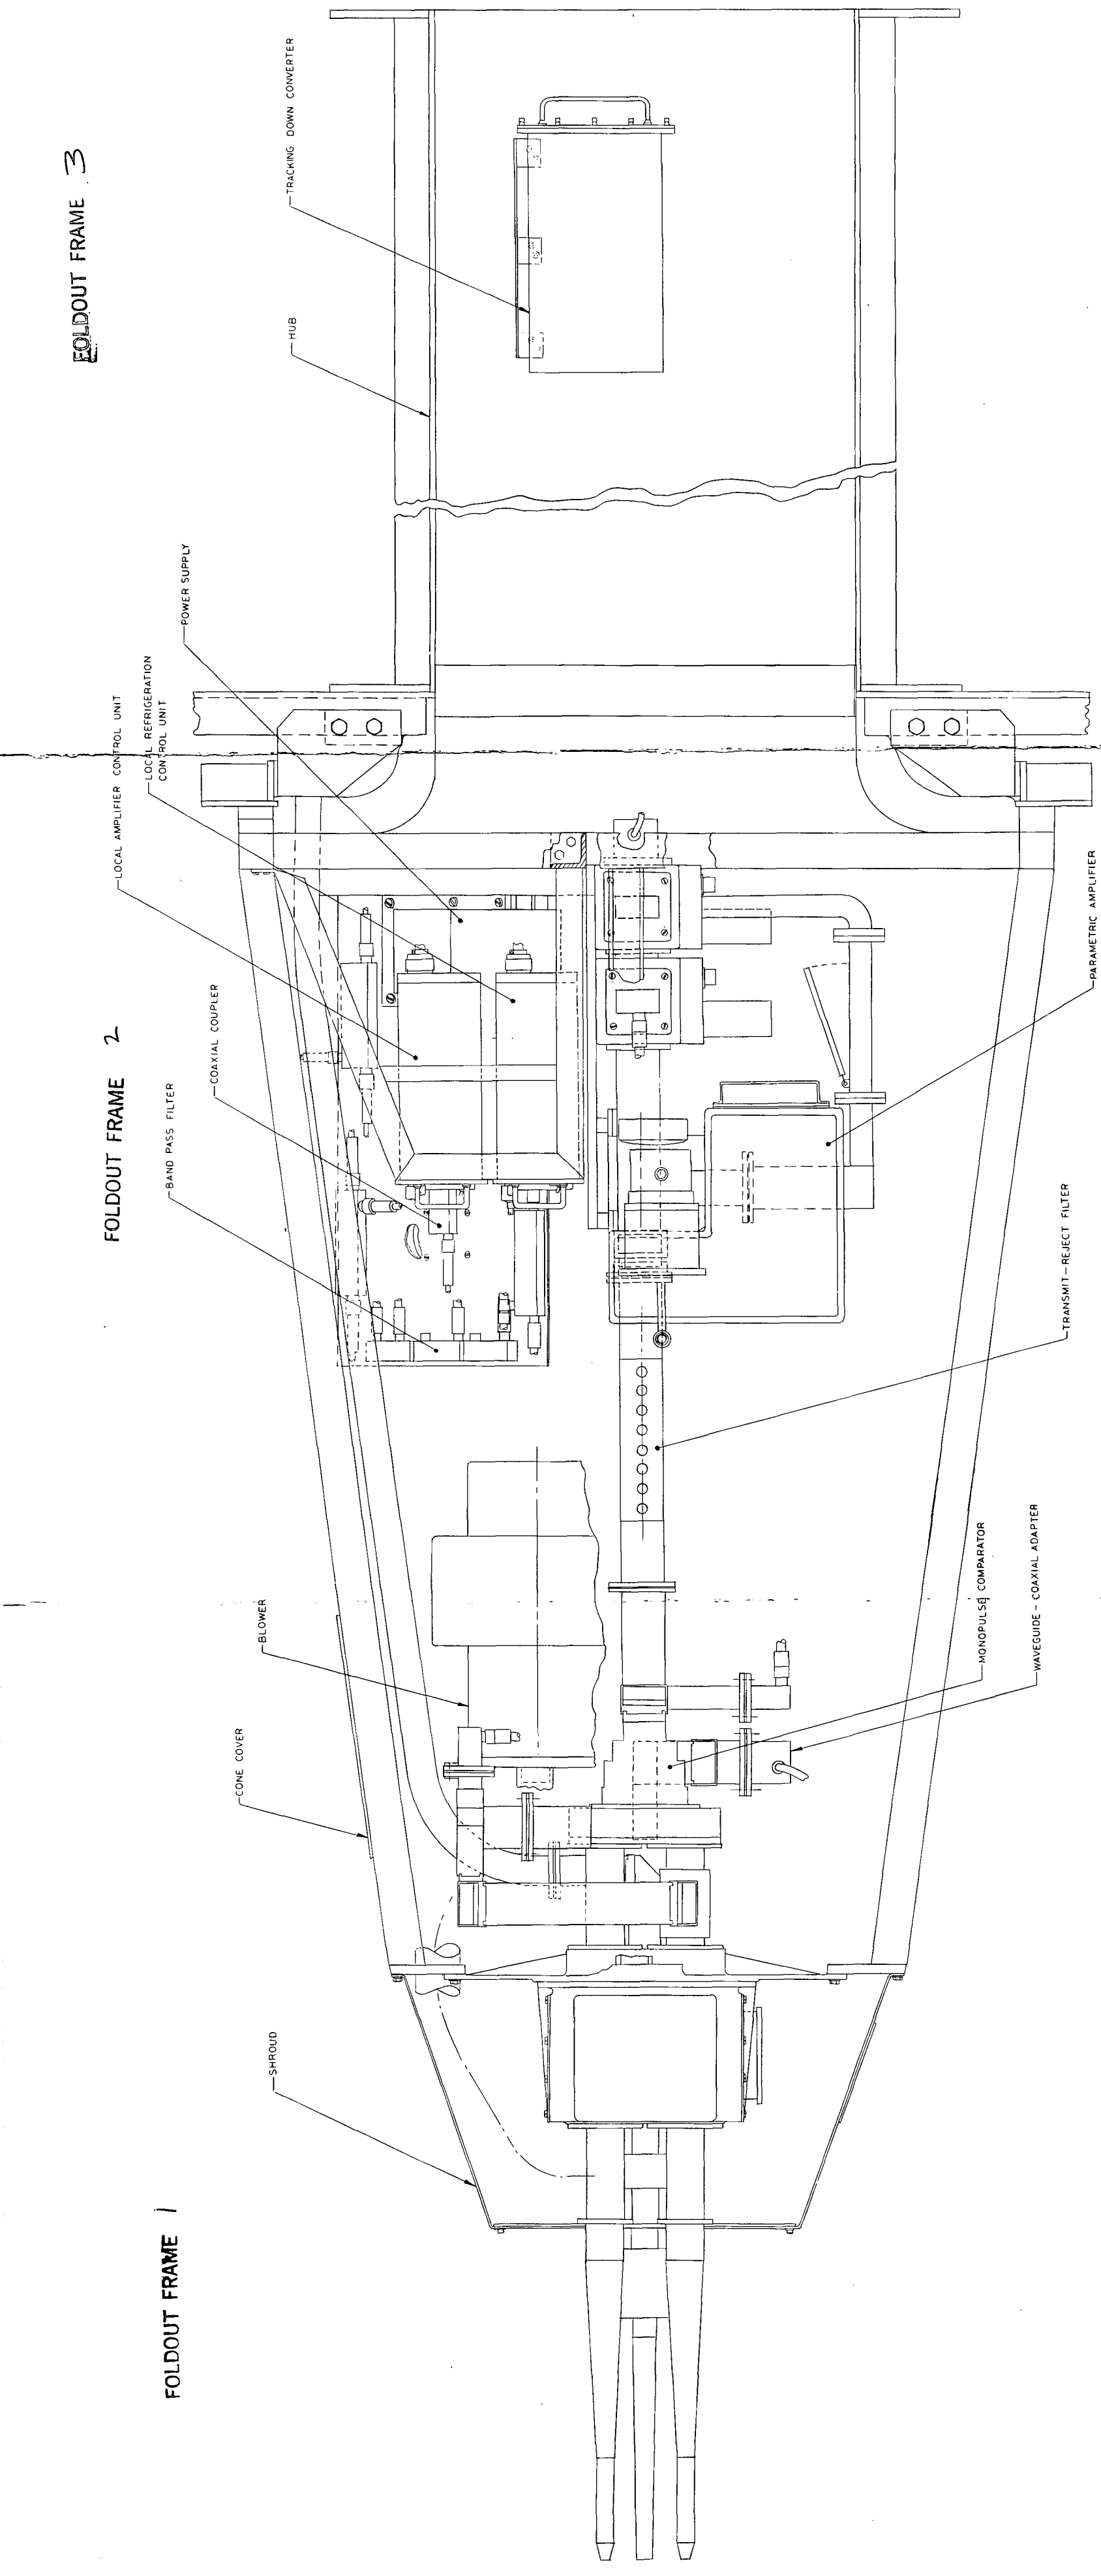 FOLDOUT FRAME 1
FOLDOUT FRAME 2
FOLDOUT FRAME 3
SHROUD
CONE COVER
BLOWER
BAND PASS FILTER
COAXIAL COUPLER
LOCAL AMPLIFIER CONTROL UNIT
LOCAL REFRIGERATION
CONTROL UNIT
POWER SUPPLY
HUB
TRACKING DOWN CONVERTER
WAVEGUIDE - COAXIAL ADAPTER
MONOPULSE COMPARATOR
TRANSMIT-REJECT FILTER
PARAMETRIC AMPLIFIER